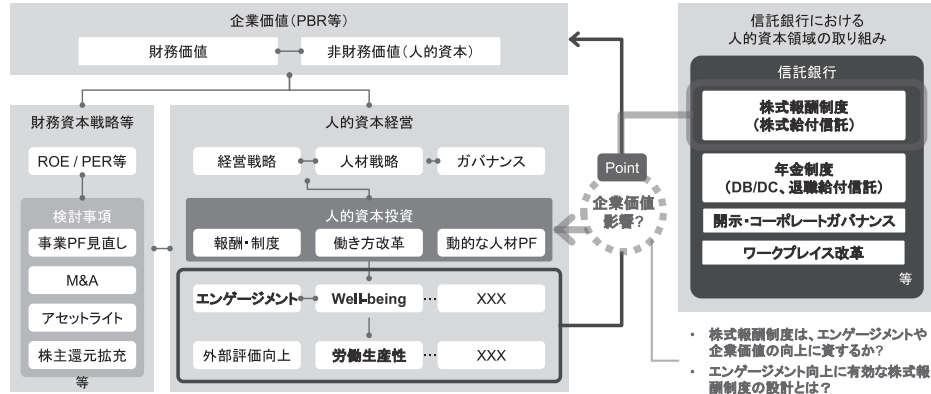 企業価値(PBR等)
財務価値
非財務価値(人的資本)
財務資本戦略等
ROE / PER等
検討事項
事業PF見直し
M&A
アセットライト
株主還元拡充
等
人的資本経営
経営戦略
人材戦略
ガバナンス
人的資本投資
報酬・制度
働き方改革
動的な人材PF
エンゲージメント
Well-being
…
XXX
外部評価向上
労働生産性
…
XXX
Point
企業価値
影響?
信託銀行における
人的資本領域の取り組み
信託銀行
株式報酬制度
(株式給付信託)
年金制度
(DB/DC、退職給付信託)
開示・コーポレートガバナンス
ワークプレイス改革
等
・ 株式報酬制度は、エンゲージメントや
企業価値の向上に資するか?
・ エンゲージメント向上に有効な株式報
酬制度の設計とは?